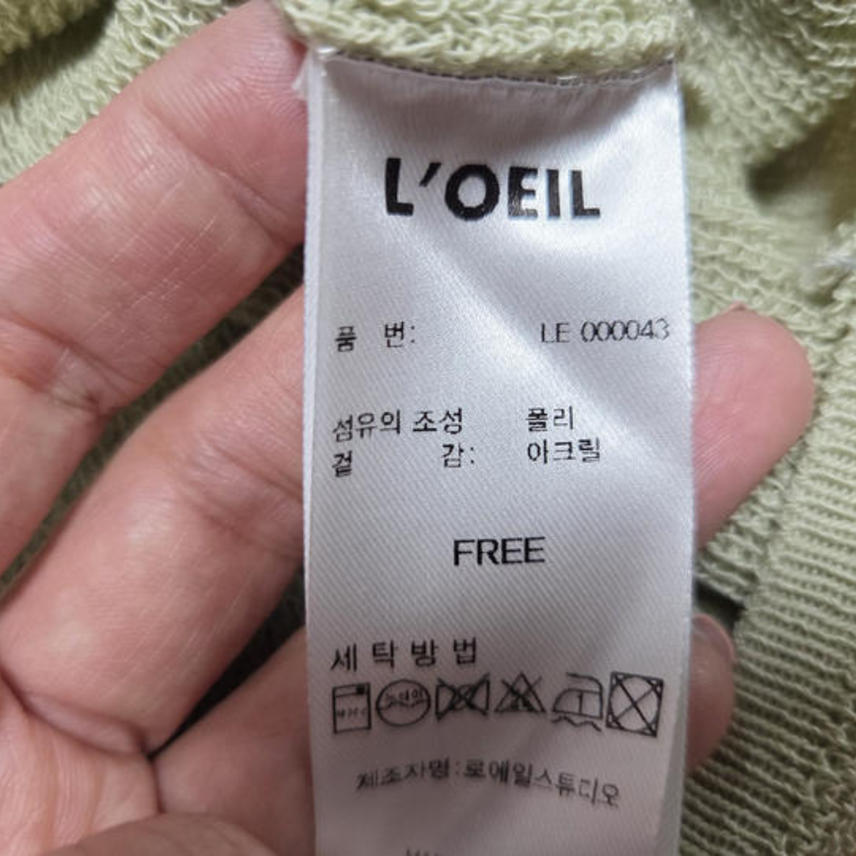 L'OEIL
품 번: LE 000043
섬유의 조성 폴리
겉 감: 아크릴
FREE
세탁방법
제조자명:로에일스튜디오